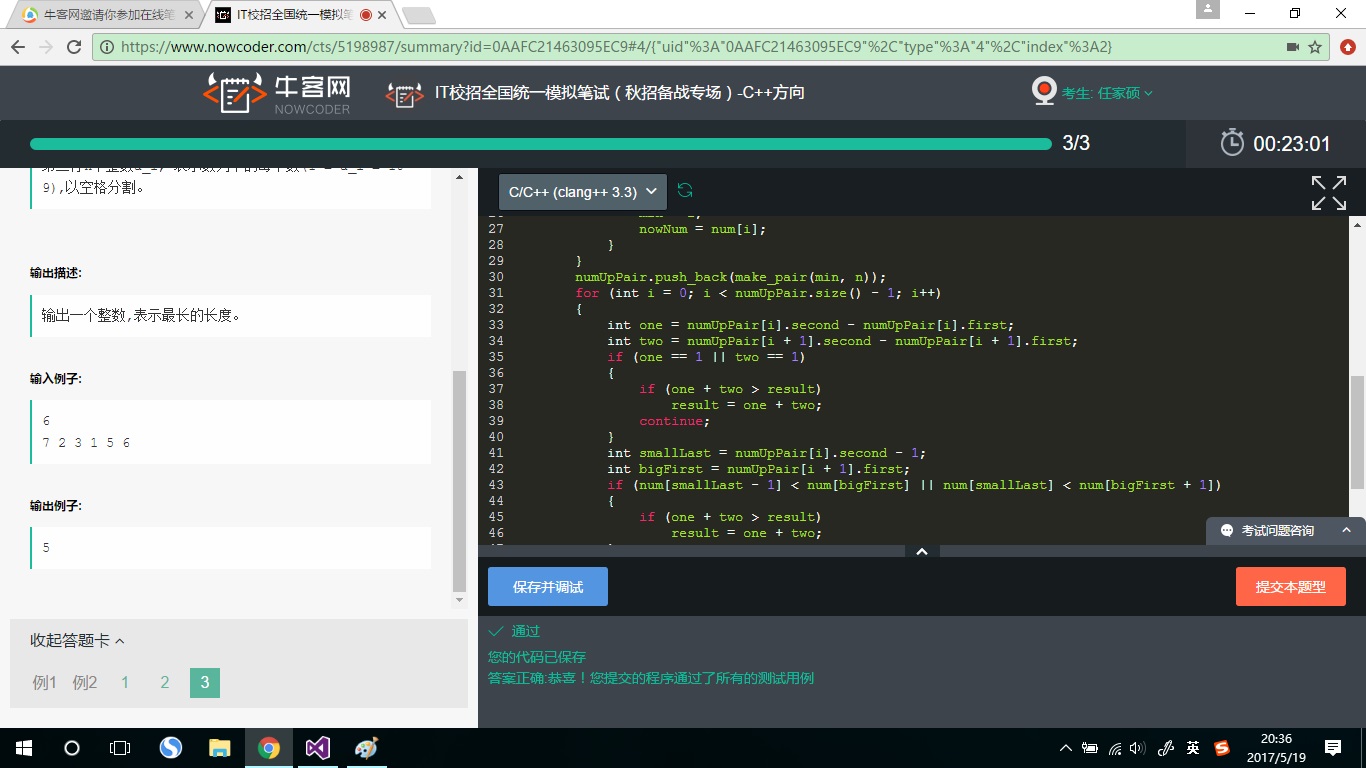 牛客网邀请你参加在线笔
IT校招全国统一模拟笔
https://www.nowcoder.com/cts/5198987/summary?id=0AAFC21463095EC9#4/{"uid"%3A"0AAFC21463095EC9"%2C"type"%3A"4"%2C"index"%3A2}
牛客网
NOWCODER
IT校招全国统一模拟笔试（秋招备战专场）-C++方向
考生: 任家硕
3/3
00:23:01
9),以空格分割。
输出描述:
输出一个整数,表示最长的长度。
输入例子:
6
7 2 3 1 5 6
输出例子:
5
收起答题卡
例1 例2 1 2 3
C/C++ (clang++ 3.3)
27 nowNum = num[i];
28 }
29 }
30 numUpPair.push_back(make_pair(min, n));
31 for (int i = 0; i < numUpPair.size() - 1; i++)
32 {
33 int one = numUpPair[i].second - numUpPair[i].first;
34 int two = numUpPair[i + 1].second - numUpPair[i + 1].first;
35 if (one == 1 || two == 1)
36 {
37 if (one + two > result)
38 result = one + two;
39 continue;
40 }
41 int smallLast = numUpPair[i].second - 1;
42 int bigFirst = numUpPair[i + 1].first;
43 if (num[smallLast - 1] < num[bigFirst] || num[smallLast] < num[bigFirst + 1])
44 {
45 if (one + two > result)
46 result = one + two;
考试问题咨询
保存并调试
提交本题型
通过
您的代码已保存
答案正确:恭喜！您提交的程序通过了所有的测试用例
英
20:36
2017/5/19